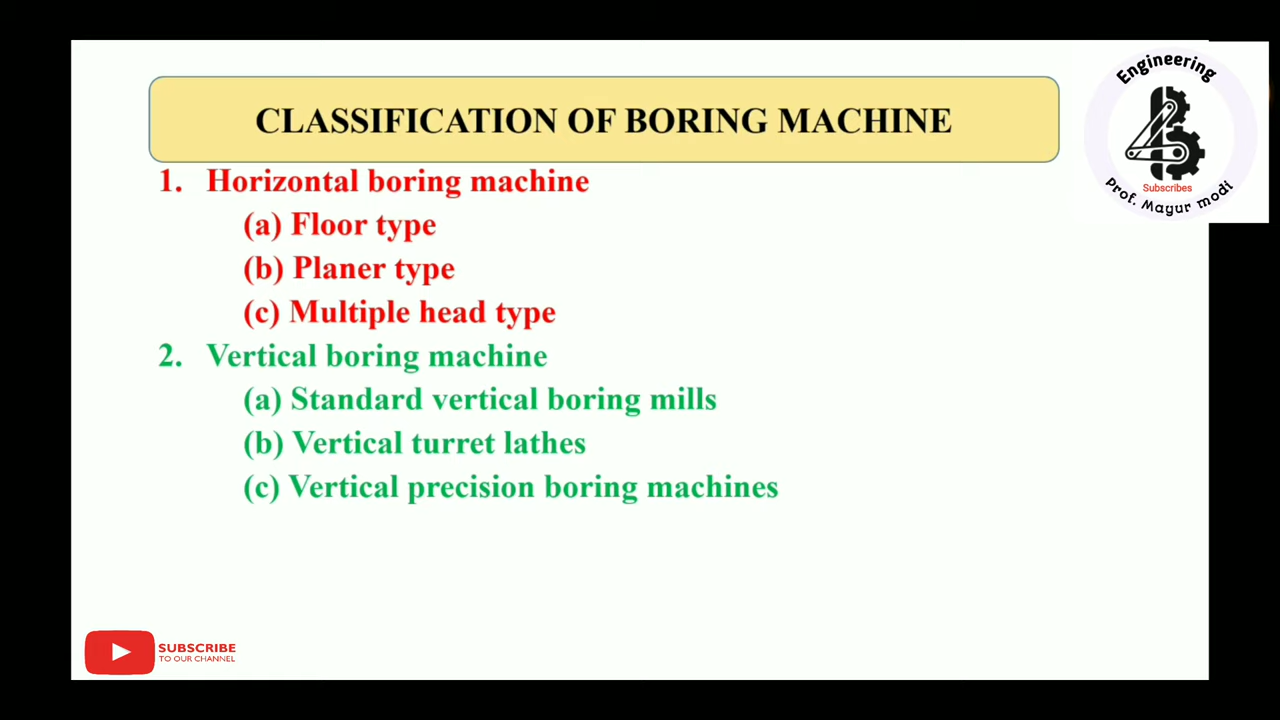 CLASSIFICATION OF BORING MACHINE
Engineering
Subscribes
Prof. Mayur modi
1. Horizontal boring machine
(a) Floor type
(b) Planer type
(c) Multiple head type
2. Vertical boring machine
(a) Standard vertical boring mills
(b) Vertical turret lathes
(c) Vertical precision boring machines
SUBSCRIBE
TO OUR CHANNEL